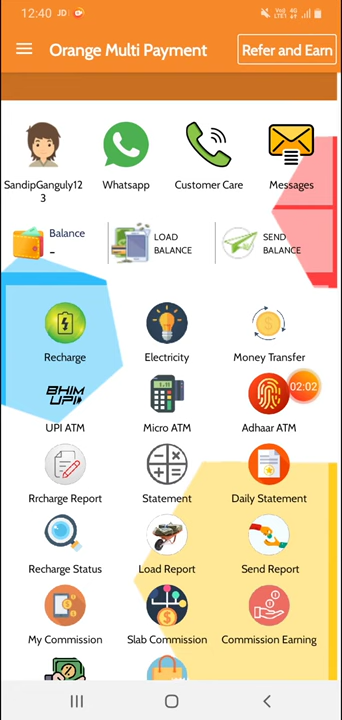 12:40 JD
Orange Multi Payment
Refer and Earn
SandipGanguly12
3
Whatsapp
Customer Care
Messages
Balance
-
LOAD
BALANCE
SEND
BALANCE
Recharge
Electricity
Money Transfer
BHIM
UPI
02:02
UPI ATM
Micro ATM
Adhaar ATM
Rrcharge Report
Statement
Daily Statement
Recharge Status
Load Report
Send Report
My Commission
Slab Commission
Commission Earning